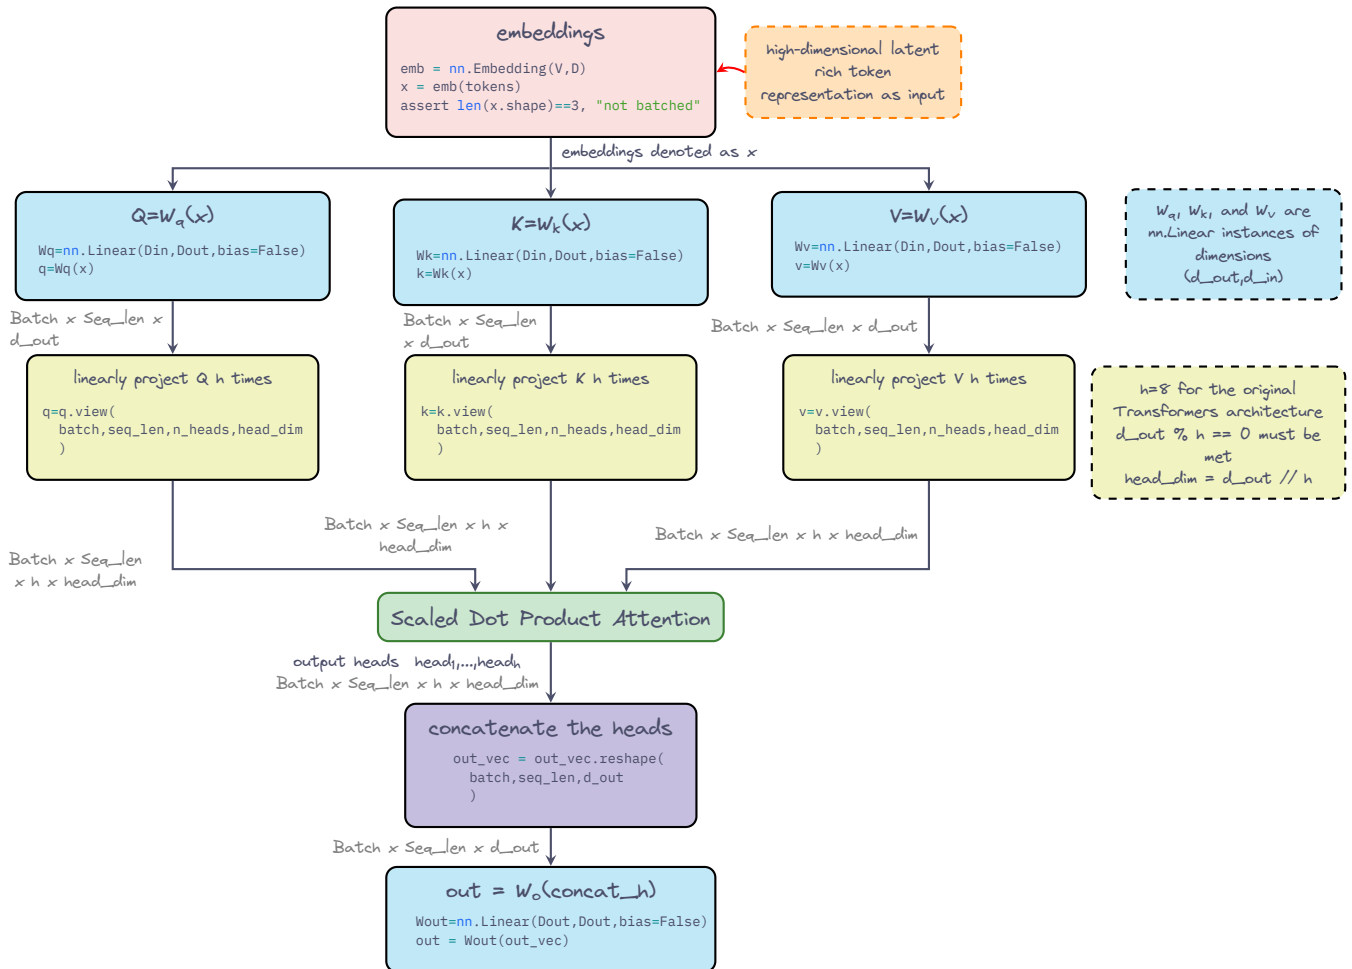 embeddings
emb = nn.Embedding(V,D)
x = emb(tokens)
assert len(x.shape)==3, "not batched"
high-dimensional latent
rich token
representation as input
embeddings denoted as x
Q=Wq(x)
Wq=nn.Linear(Din,Dout,bias=False)
q=Wq(x)
K=Wk(x)
Wk=nn.Linear(Din,Dout,bias=False)
k=Wk(x)
V=Wv(x)
Wv=nn.Linear(Din,Dout,bias=False)
v=Wv(x)
Wq, Wk, and Wv are
nn.Linear instances of
dimensions
(d_out,d_in)
Batch x Seq_len x
d_out
Batch x Seq_len
x d_out
Batch x Seq_len x d_out
linearly project Q h times
q=q.view(
batch,seq_len,n_heads,head_dim
)
linearly project K h times
k=k.view(
batch,seq_len,n_heads,head_dim
)
linearly project V h times
v=v.view(
batch,seq_len,n_heads,head_dim
)
h=8 for the original
Transformers architecture
d_out % h == 0 must be
met
head_dim = d_out // h
Batch x Seq_len
x h x head_dim
Batch x Seq_len x h x
head_dim
Batch x Seq_len x h x head_dim
Scaled Dot Product Attention
output heads head1,...,headh
Batch x Seq_len x h x head_dim
concatenate the heads
out_vec = out_vec.reshape(
batch,seq_len,d_out
)
Batch x Seq_len x d_out
out = Wo(concat_h)
Wout=nn.Linear(Dout,Dout,bias=False)
out = Wout(out_vec)